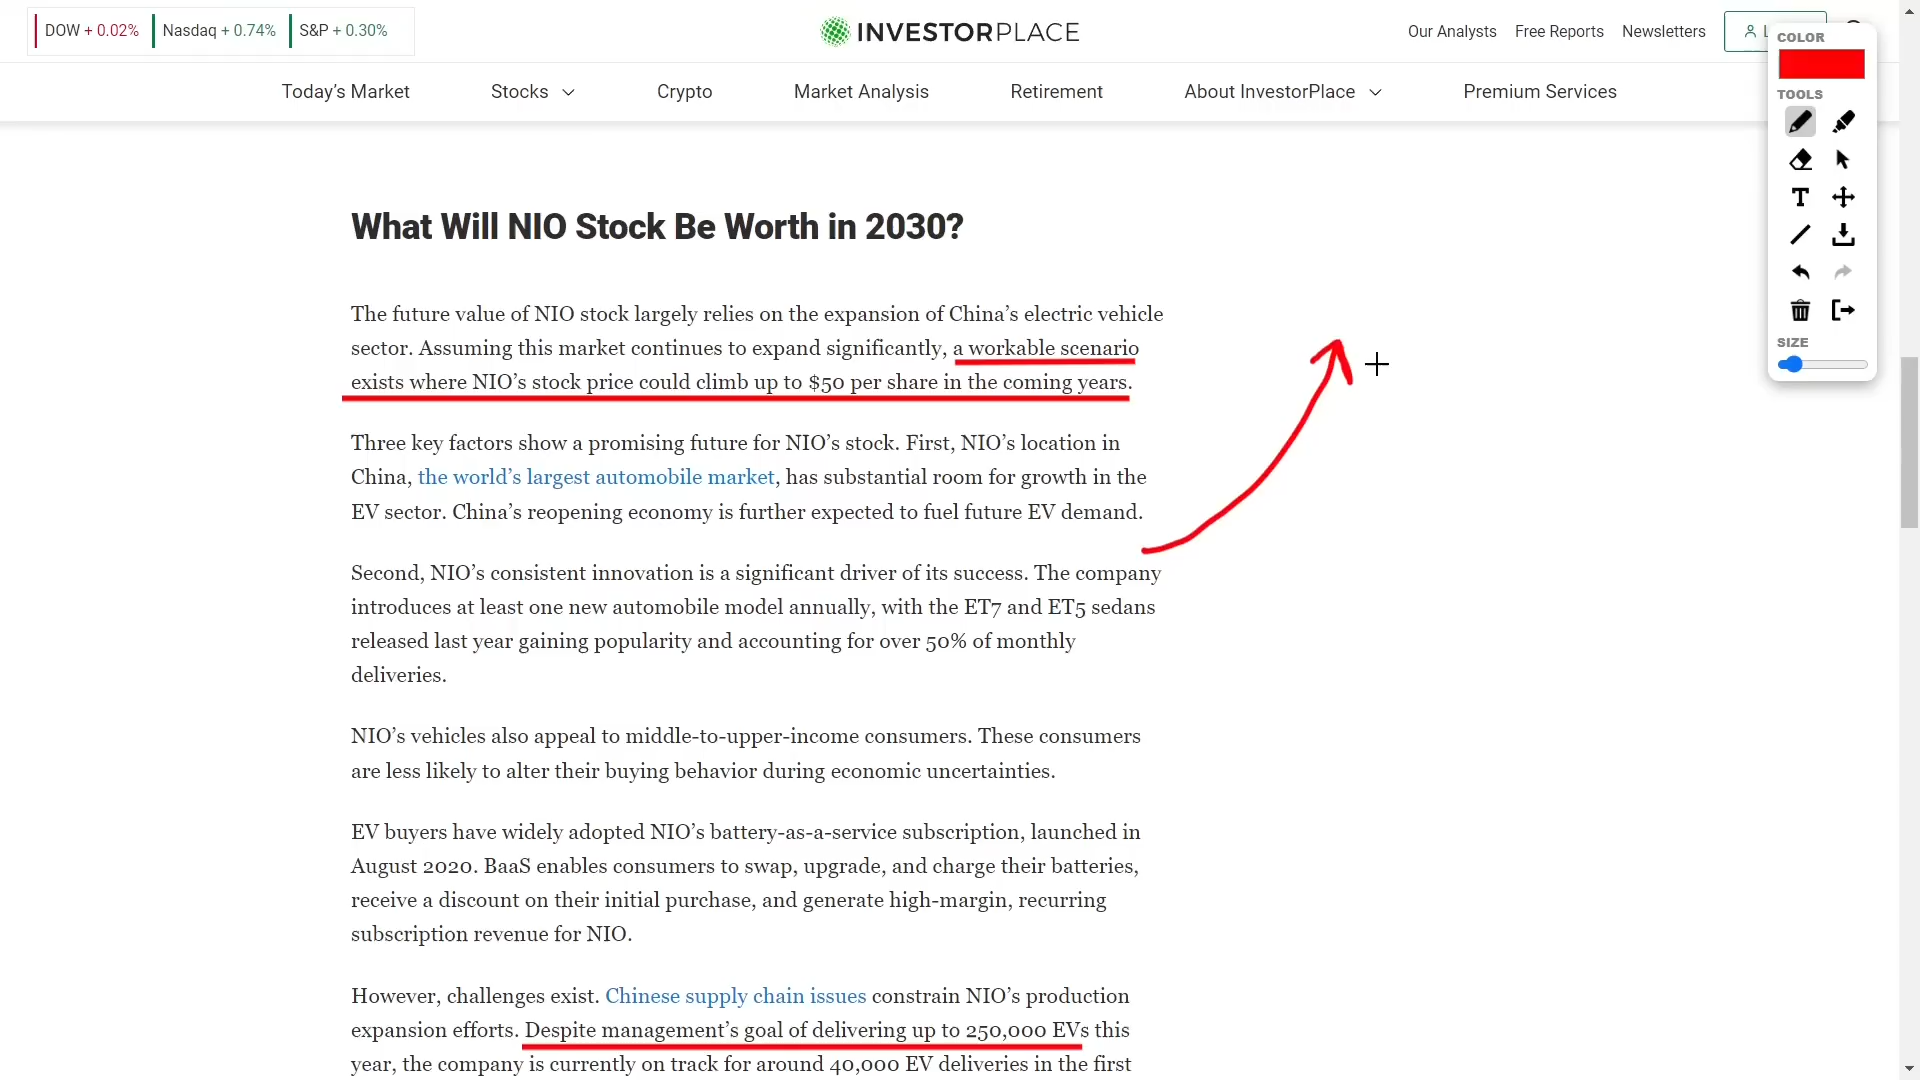 DOW + 0.02% Nasdaq + 0.74% S&P + 0.30%
INVESTORPLACE
Our Analysts Free Reports Newsletters
Today’s Market Stocks Crypto Market Analysis Retirement About InvestorPlace Premium Services
COLOR
TOOLS
SIZE
What Will NIO Stock Be Worth in 2030?
The future value of NIO stock largely relies on the expansion of China’s electric vehicle
sector. Assuming this market continues to expand significantly, a workable scenario
exists where NIO’s stock price could climb up to $50 per share in the coming years.
Three key factors show a promising future for NIO’s stock. First, NIO’s location in
China, the world’s largest automobile market, has substantial room for growth in the
EV sector. China’s reopening economy is further expected to fuel future EV demand.
Second, NIO’s consistent innovation is a significant driver of its success. The company
introduces at least one new automobile model annually, with the ET7 and ET5 sedans
released last year gaining popularity and accounting for over 50% of monthly
deliveries.
NIO’s vehicles also appeal to middle-to-upper-income consumers. These consumers
are less likely to alter their buying behavior during economic uncertainties.
EV buyers have widely adopted NIO’s battery-as-a-service subscription, launched in
August 2020. BaaS enables consumers to swap, upgrade, and charge their batteries,
receive a discount on their initial purchase, and generate high-margin, recurring
subscription revenue for NIO.
However, challenges exist. Chinese supply chain issues constrain NIO’s production
expansion efforts. Despite management’s goal of delivering up to 250,000 EVs this
year, the company is currently on track for around 40,000 EV deliveries in the first